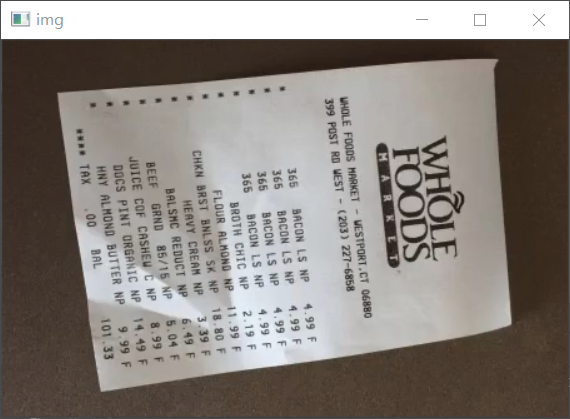 img
WHOLE
FOODS
MARKET
WHOLE FOODS MARKET - WESTPORT,CT 06880
399 POST RD WEST - (203) 227-6858
365 BACON LS NP 4.99 F
365 BACON LS NP 4.99 F
365 BACON LS NP 4.99 F
365 BACON LS NP 4.99 F
BROTH CHIC NP 2.19 F
FLOUR ALMOND NP 11.99 F
CHKN BRST BNLSS SK NP 18.80 F
HEAVY CREAM NP 3.39 F
BALSMC REDUCT NP 6.49 F
BEEF GRND 85/15 NP 5.04 F
JUICE COF CASHEW C NP 8.99 F
DOCS PINT ORGANIC NP 14.49 F
HNY ALMOND BUTTER NP 9.99 F
**** TAX .00 BAL 101.33